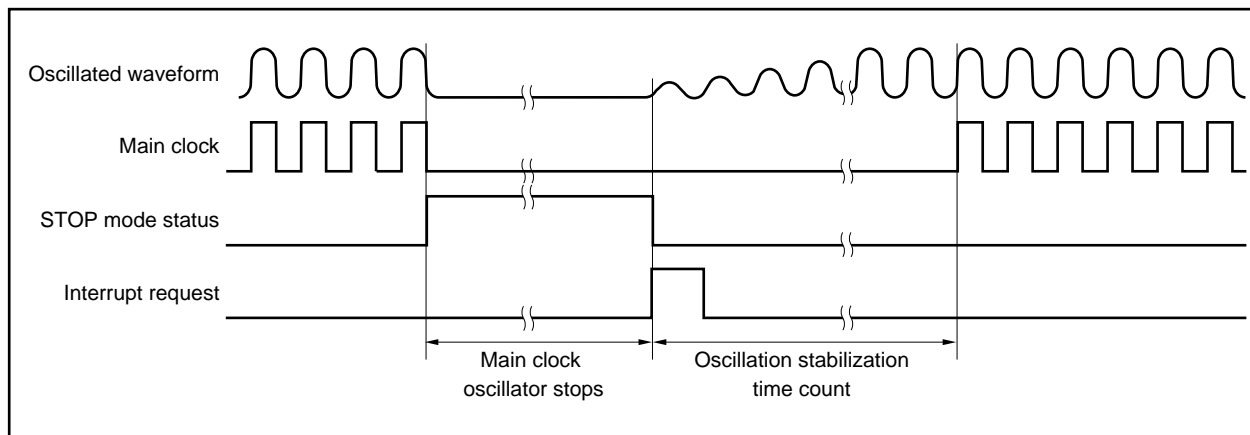 Oscillated waveform
Main clock
STOP mode status
Interrupt request
Main clock
oscillator stops
Oscillation stabilization
time count